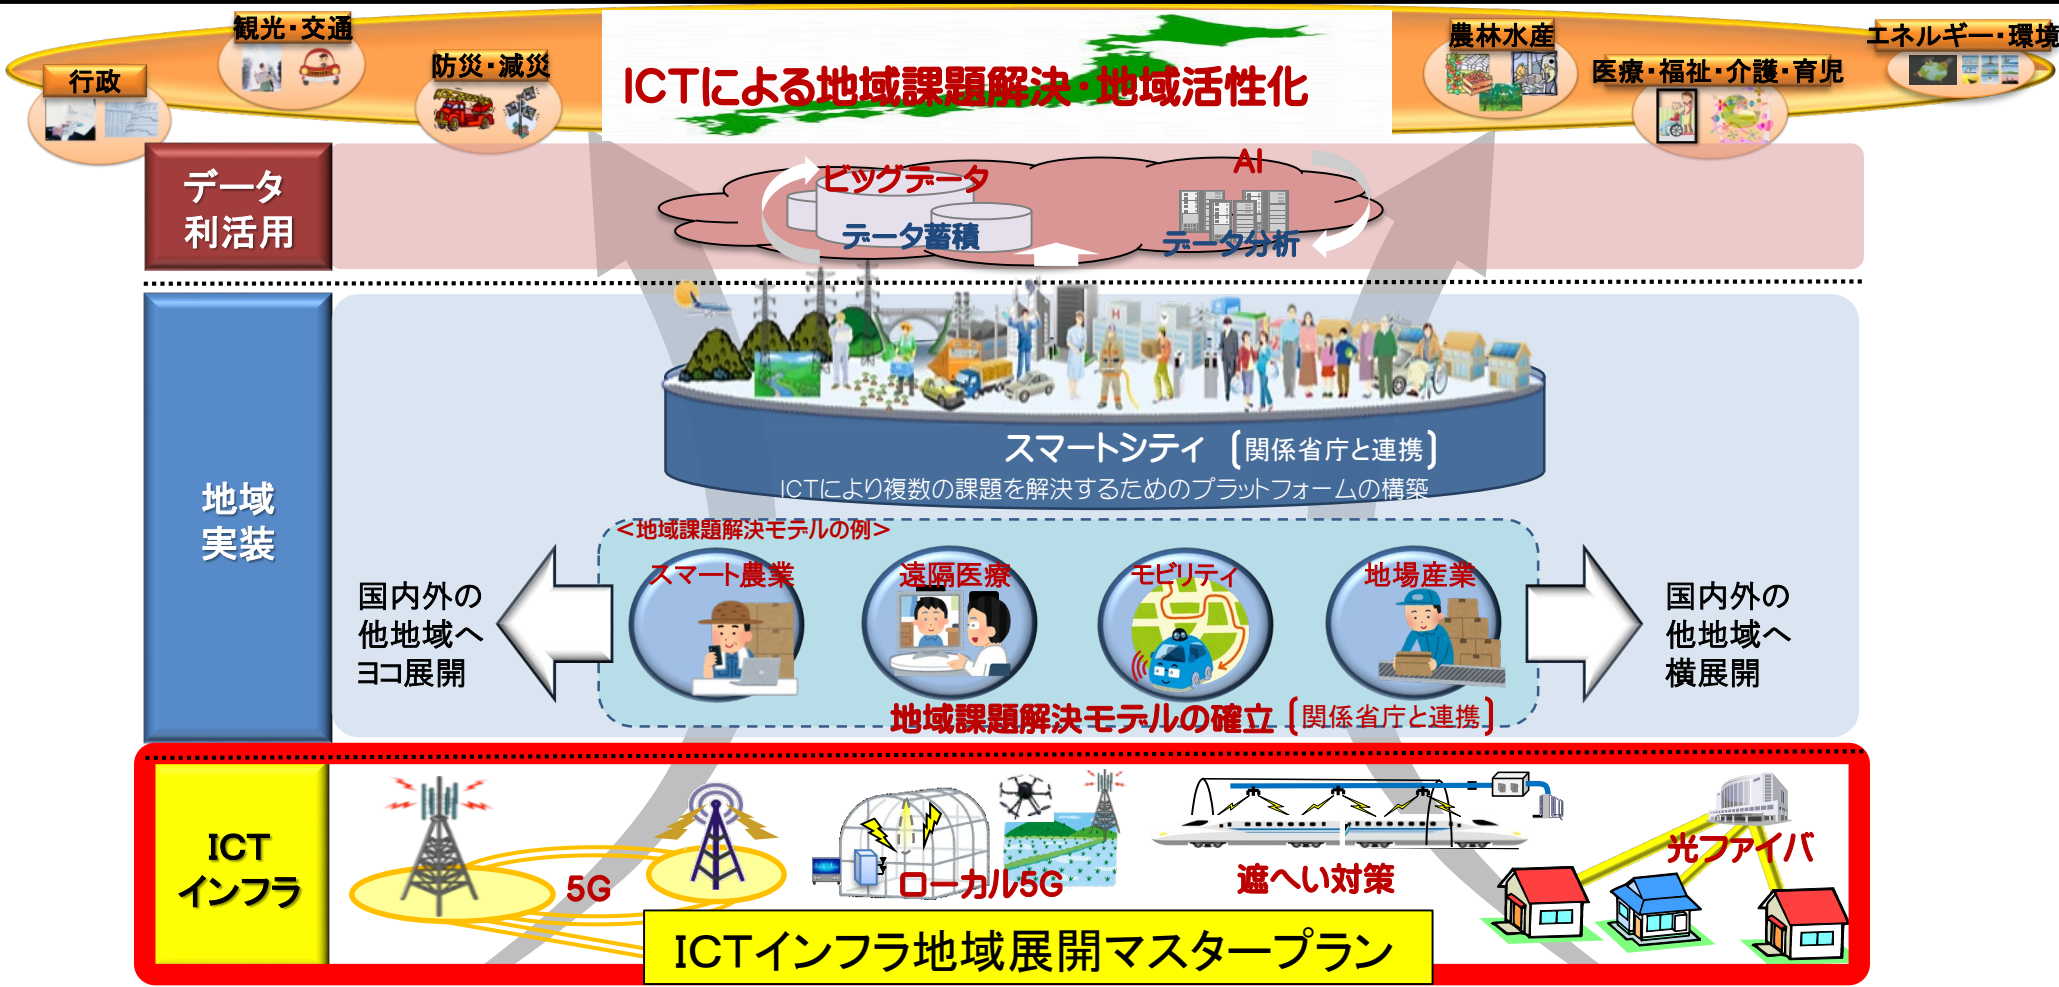 観光・交通
行政
防災・減災
ICTによる地域課題解決・地域活性化
農林水産
医療・福祉・介護・育児
エネルギー・環境
データ
利活用
ビッグデータ
データ蓄積
AI
データ分析
地域
実装
スマートシティ〔関係省庁と連携〕
ICTにより複数の課題を解決するためのプラットフォームの構築
<地域課題解決モデルの例>
スマート農業
遠隔医療
モビリティ
地場産業
国内外の
他地域へ
ヨコ展開
国内外の
他地域へ
横展開
地域課題解決モデルの確立〔関係省庁と連携〕
ICT
インフラ
5G
ローカル5G
遮へい対策
光ファイバ
ICTインフラ地域展開マスタープラン